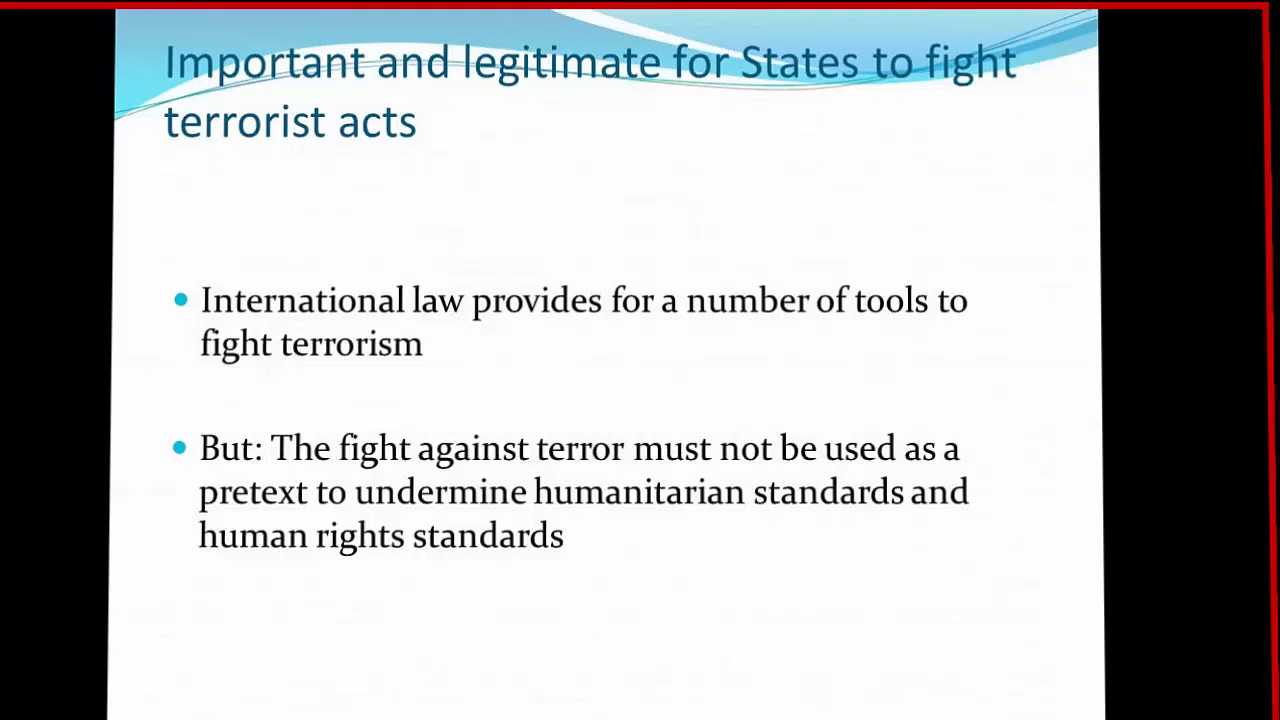 Important and legitimate for States to fight
terrorist acts
• International law provides for a number of tools to
fight terrorism
• But: The fight against terror must not be used as a
pretext to undermine humanitarian standards and
human rights standards